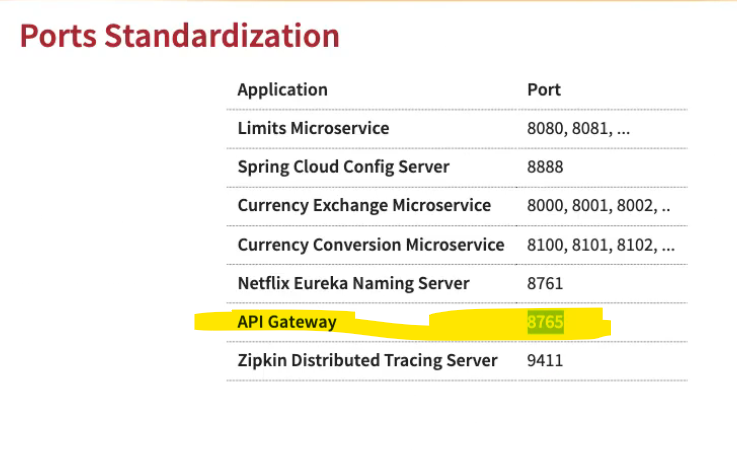 Ports Standardization
Application Port
Limits Microservice 8080, 8081, ...
Spring Cloud Config Server 8888
Currency Exchange Microservice 8000, 8001, 8002, ..
Currency Conversion Microservice 8100, 8101, 8102, ...
Netflix Eureka Naming Server 8761
API Gateway 8765
Zipkin Distributed Tracing Server 9411